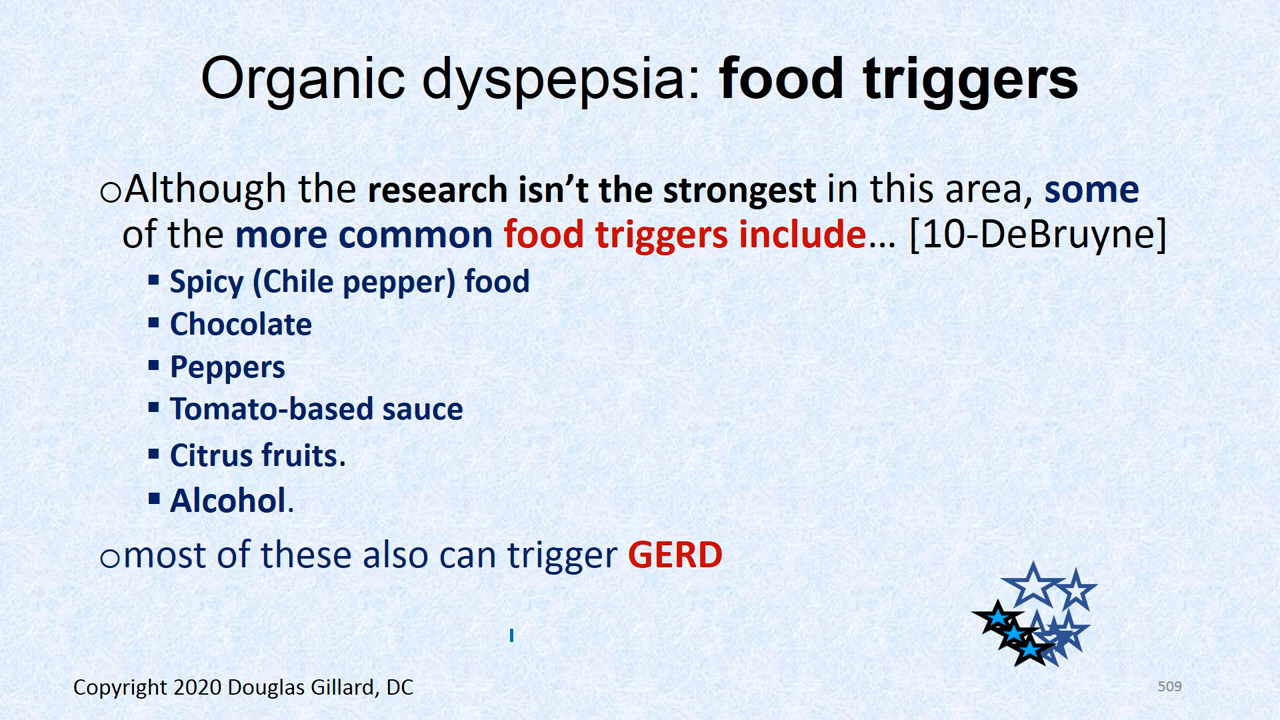 Organic dyspepsia: food triggers
oAlthough the research isn’t the strongest in this area, some
of the more common food triggers include… [10-DeBruyne]
▪ Spicy (Chile pepper) food
▪ Chocolate
▪ Peppers
▪ Tomato-based sauce
▪ Citrus fruits.
▪ Alcohol.
omost of these also can trigger GERD
Copyright 2020 Douglas Gillard, DC
509